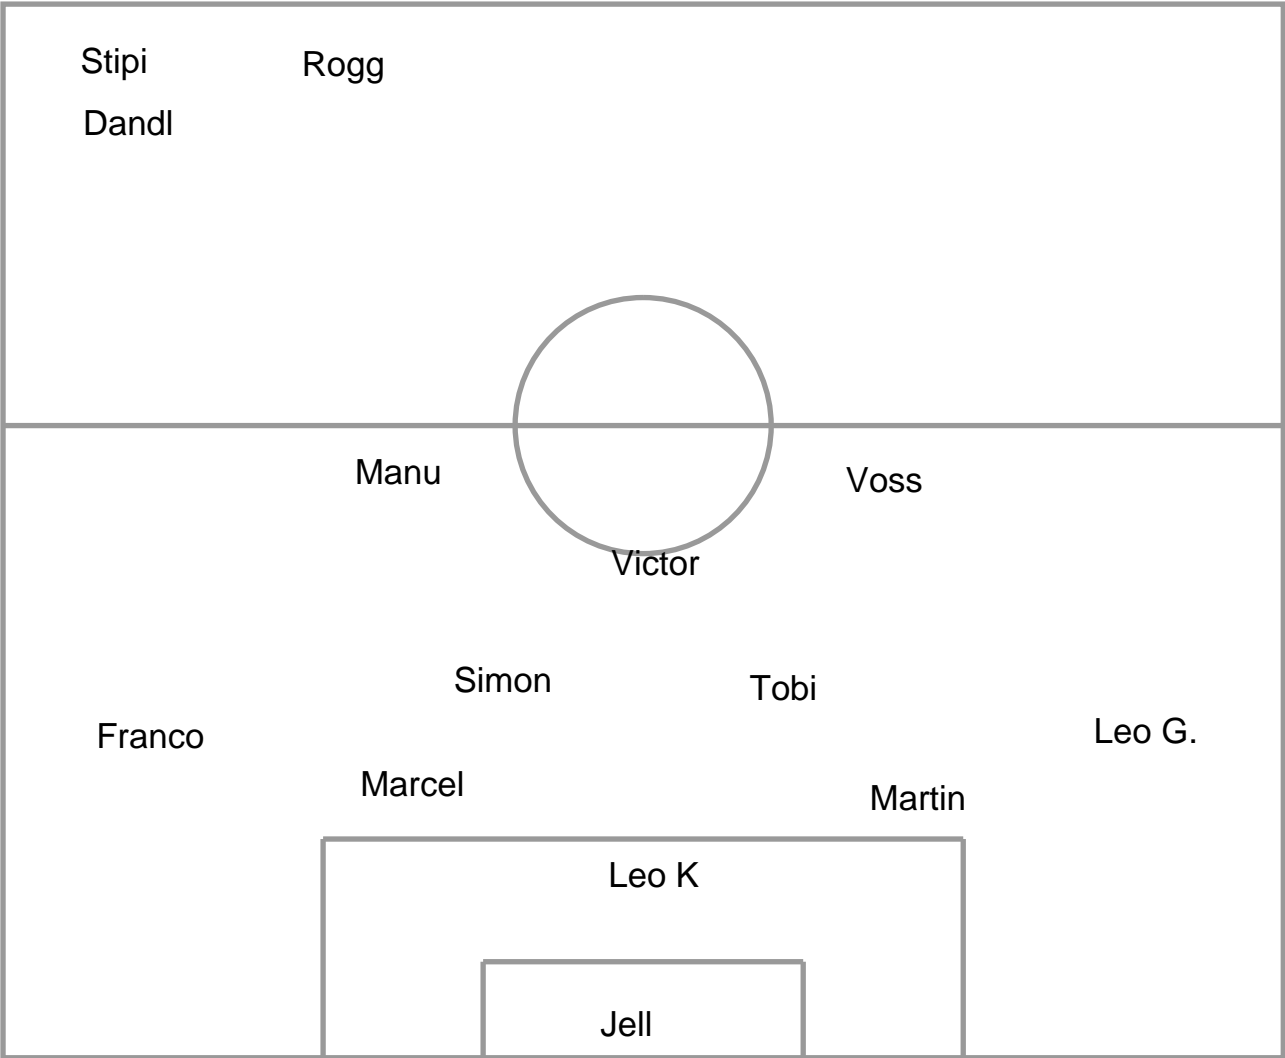 Stipi
Rogg
Dandl
Manu
Voss
Victor
Simon
Tobi
Franco
Leo G.
Marcel
Martin
Leo K
Jell